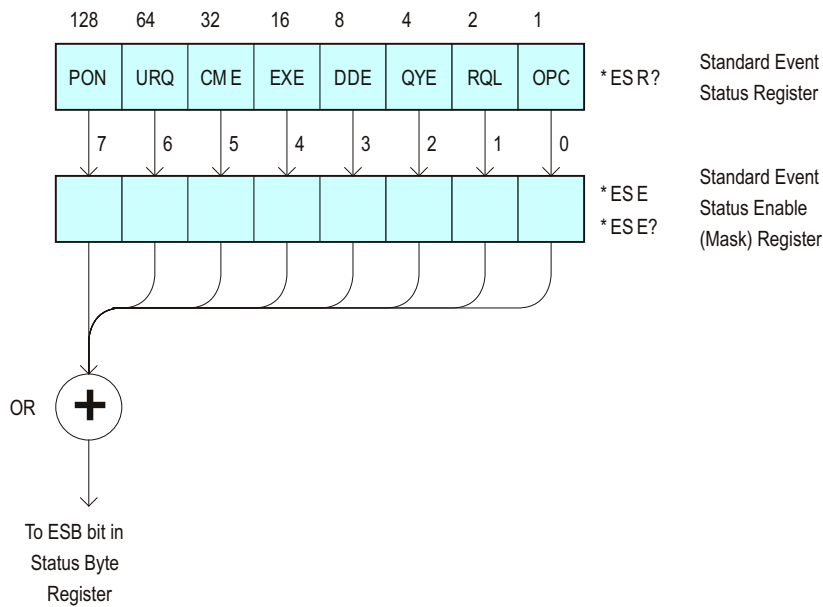 128 64 32 16 8 4 2 1
PON URQ CME EXE DDE QYE RQL OPC
*ESR?
Standard Event
Status Register
7 6 5 4 3 2 1 0
*ESE
*ESE?
Standard Event
Status Enable
(Mask) Register
OR
+
To ESB bit in
Status Byte
Register